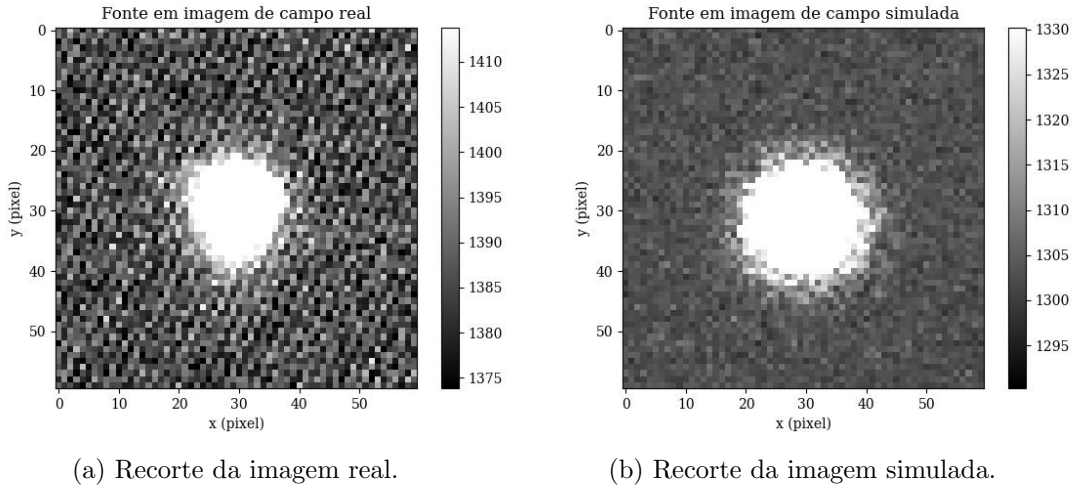 Fonte em imagem de campo real
0
10
20
30
40
50
y (pixel)
0 10 20 30 40 50
x (pixel)
1410
1405
1400
1395
1390
1385
1380
1375
(a) Recorte da imagem real.
Fonte em imagem de campo simulada
0
10
20
30
40
50
y (pixel)
0 10 20 30 40 50
x (pixel)
1330
1325
1320
1315
1310
1305
1300
1295
(b) Recorte da imagem simulada.